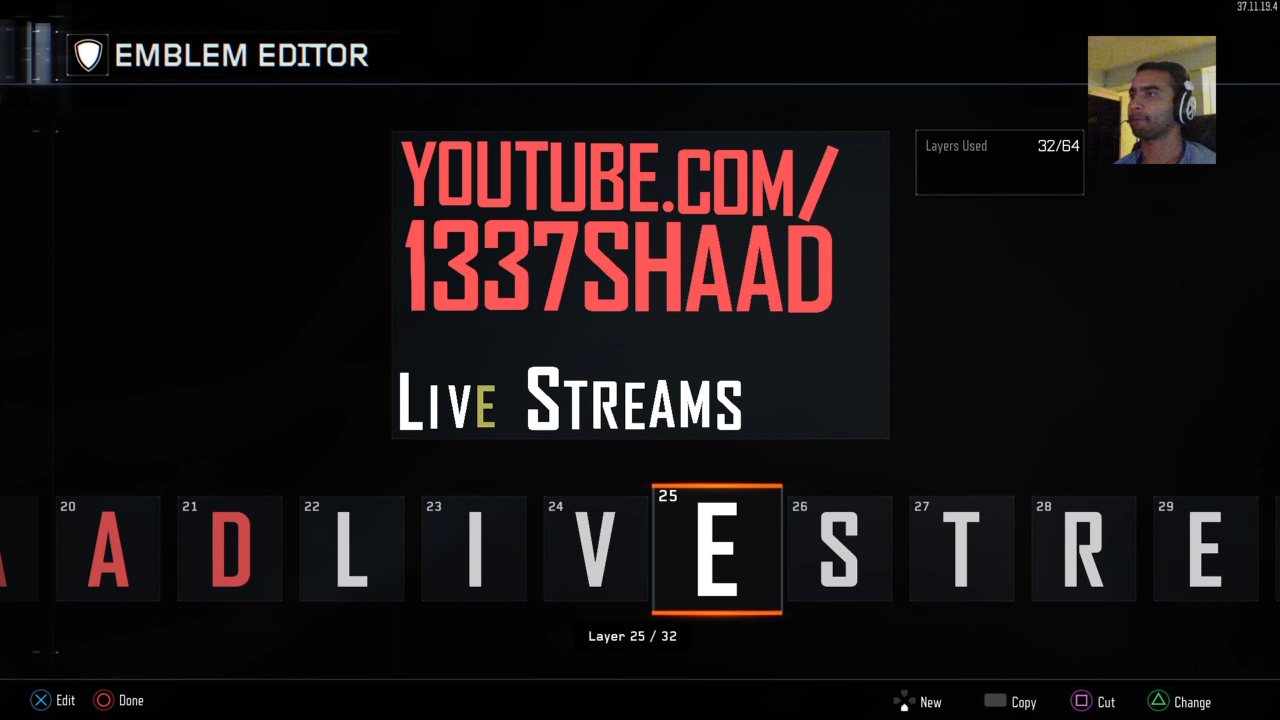 37.11.19.4
EMBLEM EDITOR
Layers Used 32/64
YOUTUBE.COM/
1337SHAAD
LIVE STREAMS
20 21 22 23 24 25 26 27 28 29
A D L I V E S T R E
Layer 25 / 32
Edit Done New Copy Cut Change